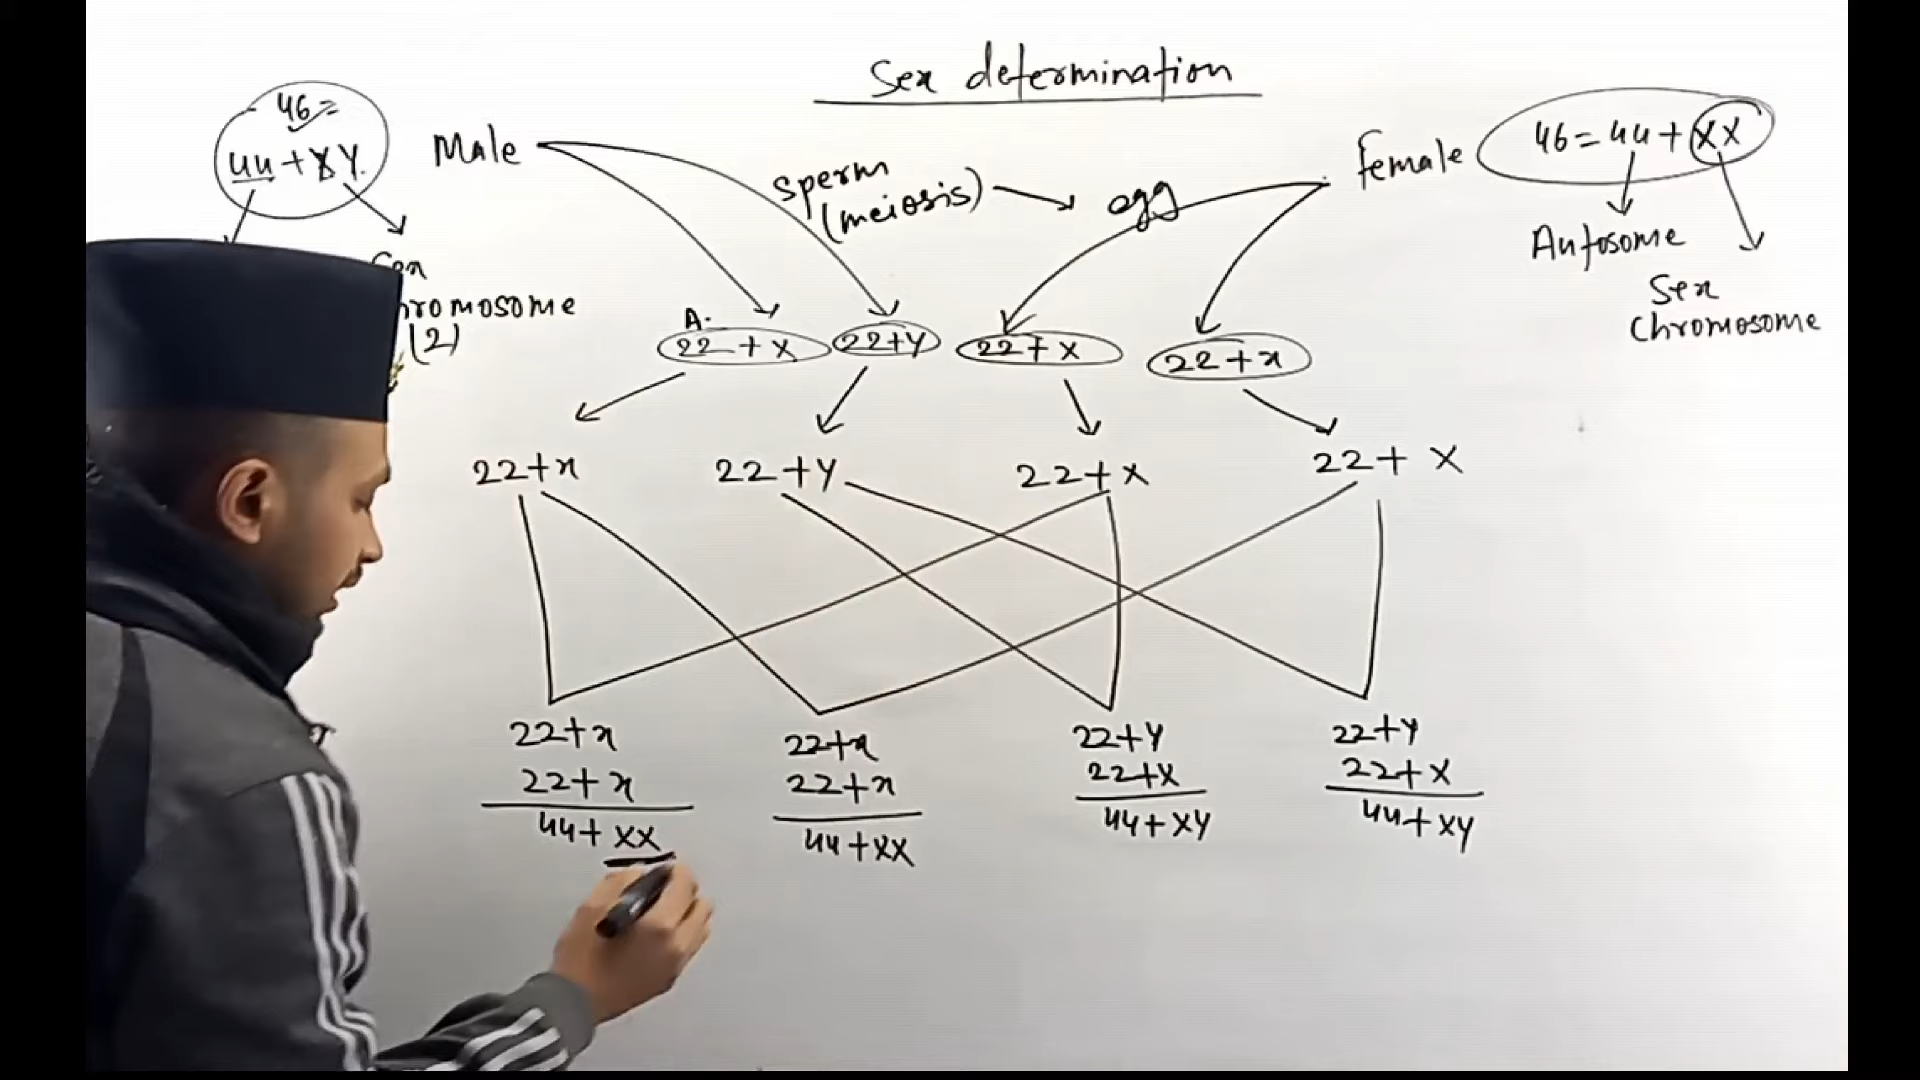 Sex determination
46 =
44 + XY.
Male
Sperm
(meiosis)
egg
female
46 = 44 + XX
Autosome
Sex
Chromosome
Sex
hromosome
(2)
A.
22 + X
22+Y
22 + X
22 + x
22+x
22+Y
22+X
22+ X
22+x
22+x
44+ XX
22+x
22+x
44+XX
22+Y
22+X
44+XY
22+Y
22+X
44+XY